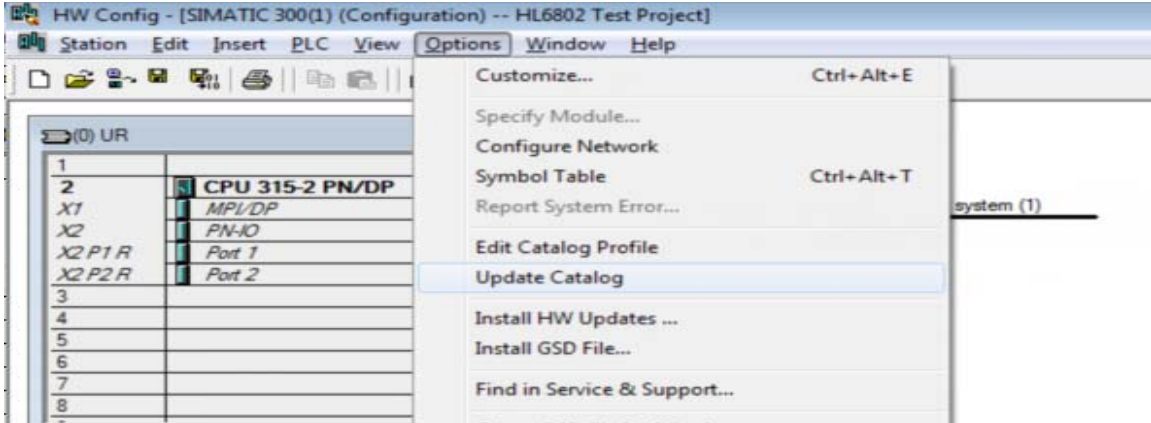 HW Config - [SIMATIC 300(1) (Configuration) -- HL6802 Test Project]
Station Edit Insert PLC View Options Window Help
Customize... Ctrl+Alt+E
Specify Module...
Configure Network
Symbol Table Ctrl+Alt+T
Report System Error...
Edit Catalog Profile
Update Catalog
Install HW Updates ...
Install GSD File...
Find in Service & Support...
(0) UR
1
2 CPU 315-2 PN/DP
X1 MPI/DP
X2 PN-IO
X2 P1 R Port 1
X2 P2 R Port 2
3
4
5
6
7
8
system (1)